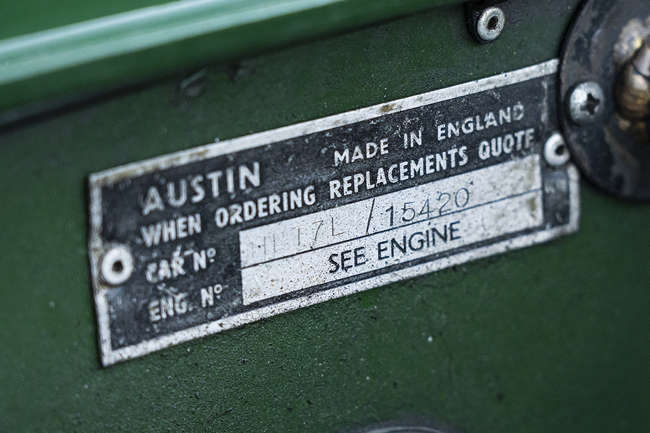 AUSTIN MADE IN ENGLAND
WHEN ORDERING REPLACEMENTS QUOTE
CAR Nº /15420
ENG. Nº SEE ENGINE